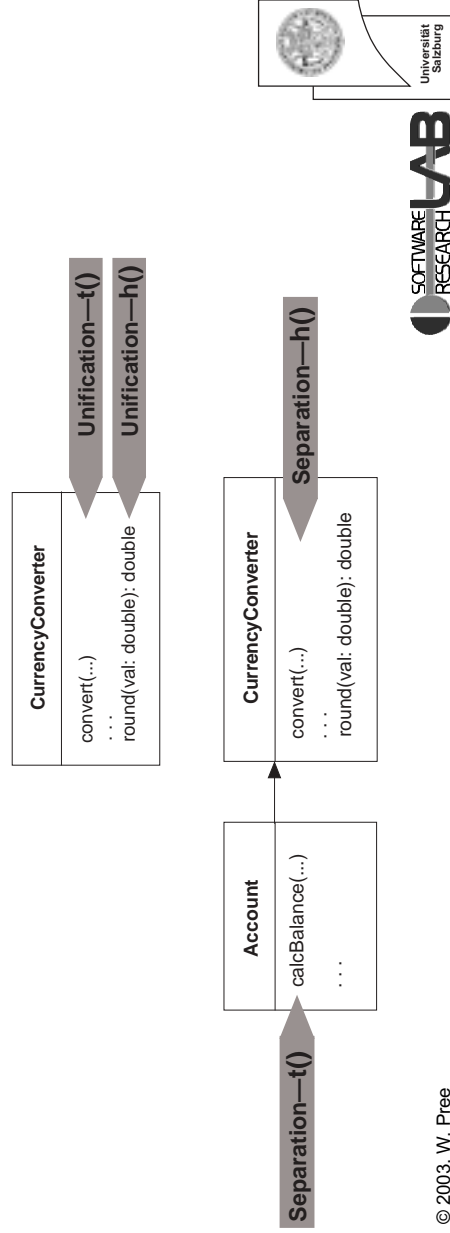 CurrencyConverter
convert(...)
. . .
round(val: double): double
Unification—t()
Unification—h()
Separation—t()
Account
calcBalance(...)
. . .
CurrencyConverter
convert(...)
. . .
round(val: double): double
Separation—h()
© 2003, W. Pree
SOFTWARE
RESEARCH
LAB
Universität
Salzburg